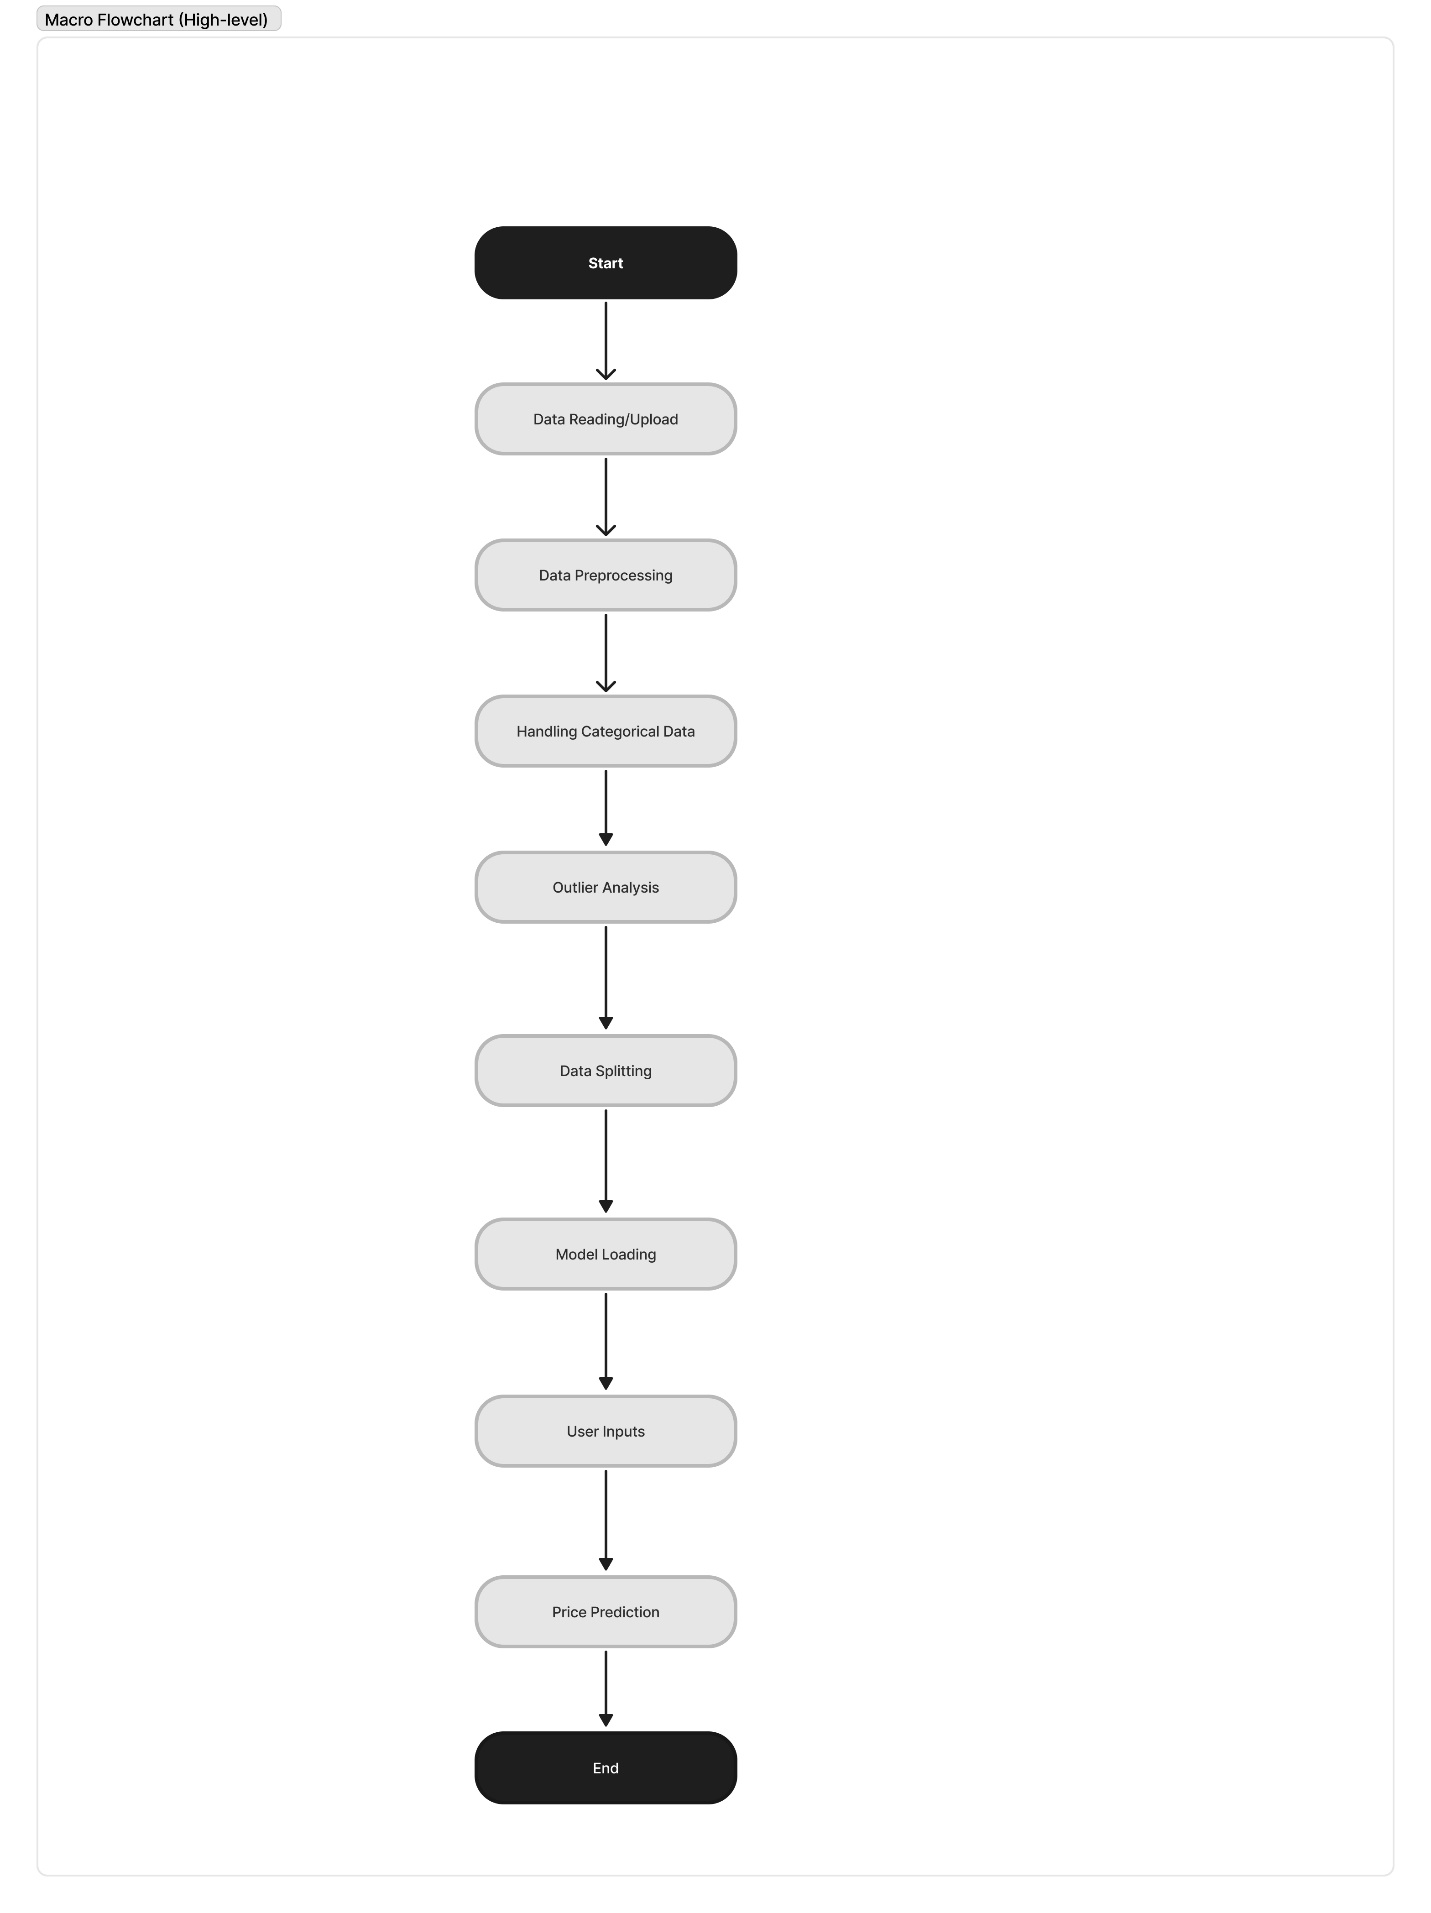 Macro Flowchart (High-level)
Start
Data Reading/Upload
Data Preprocessing
Handling Categorical Data
Outlier Analysis
Data Splitting
Model Loading
User Inputs
Price Prediction
End